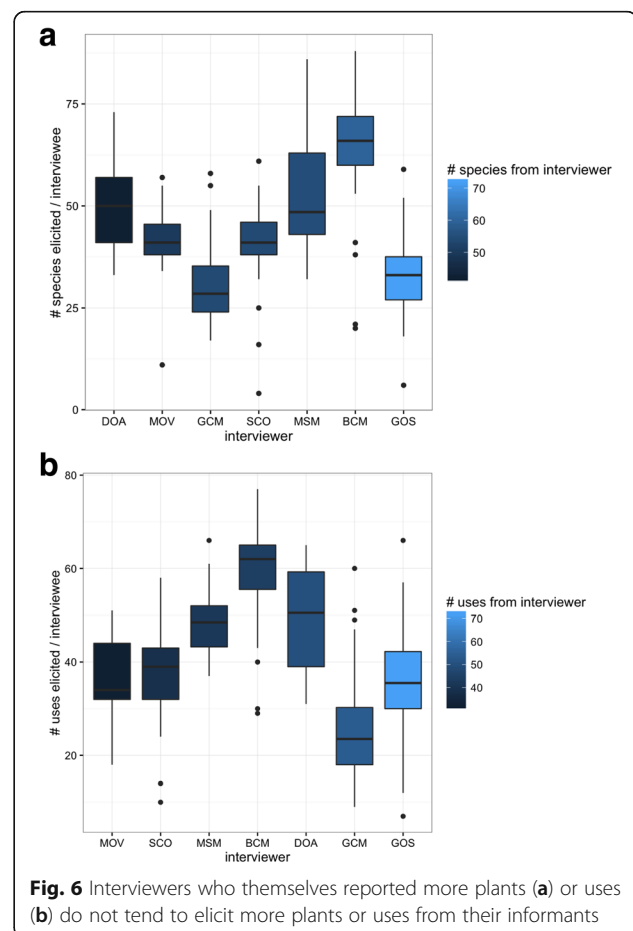 a
# species elicited / interviewee
75
50
25
0
DOA MOV GCM SCO MSM BCM GOS
interviewer
# species from interviewer
70
60
50
b
# uses elicited / interviewee
80
60
40
20
MOV SCO MSM BCM DOA GCM GOS
interviewer
# uses from interviewer
70
60
50
40
Fig. 6 Interviewers who themselves reported more plants (a) or uses
(b) do not tend to elicit more plants or uses from their informants